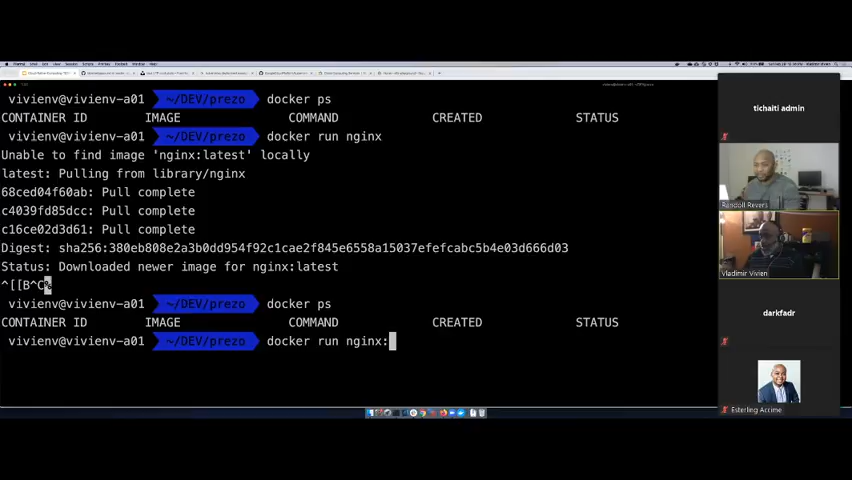 vivienv@vivienv-a01 ~/DEV/prezo docker ps
CONTAINER ID IMAGE COMMAND CREATED STATUS
vivienv@vivienv-a01 ~/DEV/prezo docker run nginx
Unable to find image 'nginx:latest' locally
latest: Pulling from library/nginx
68ced04f60ab: Pull complete
c4039fd85dcc: Pull complete
c16ce02d3d61: Pull complete
Digest: sha256:380eb808e2a3b0dd954f92c1cae2f845e6558a15037efefcabc5b4e03d666d03
Status: Downloaded newer image for nginx:latest
^[[B^C%
vivienv@vivienv-a01 ~/DEV/prezo docker ps
CONTAINER ID IMAGE COMMAND CREATED STATUS
vivienv@vivienv-a01 ~/DEV/prezo docker run nginx:
tichaiti admin
Randoll Revers
Vladimir Vivien
darkfadr
Esterling Accime